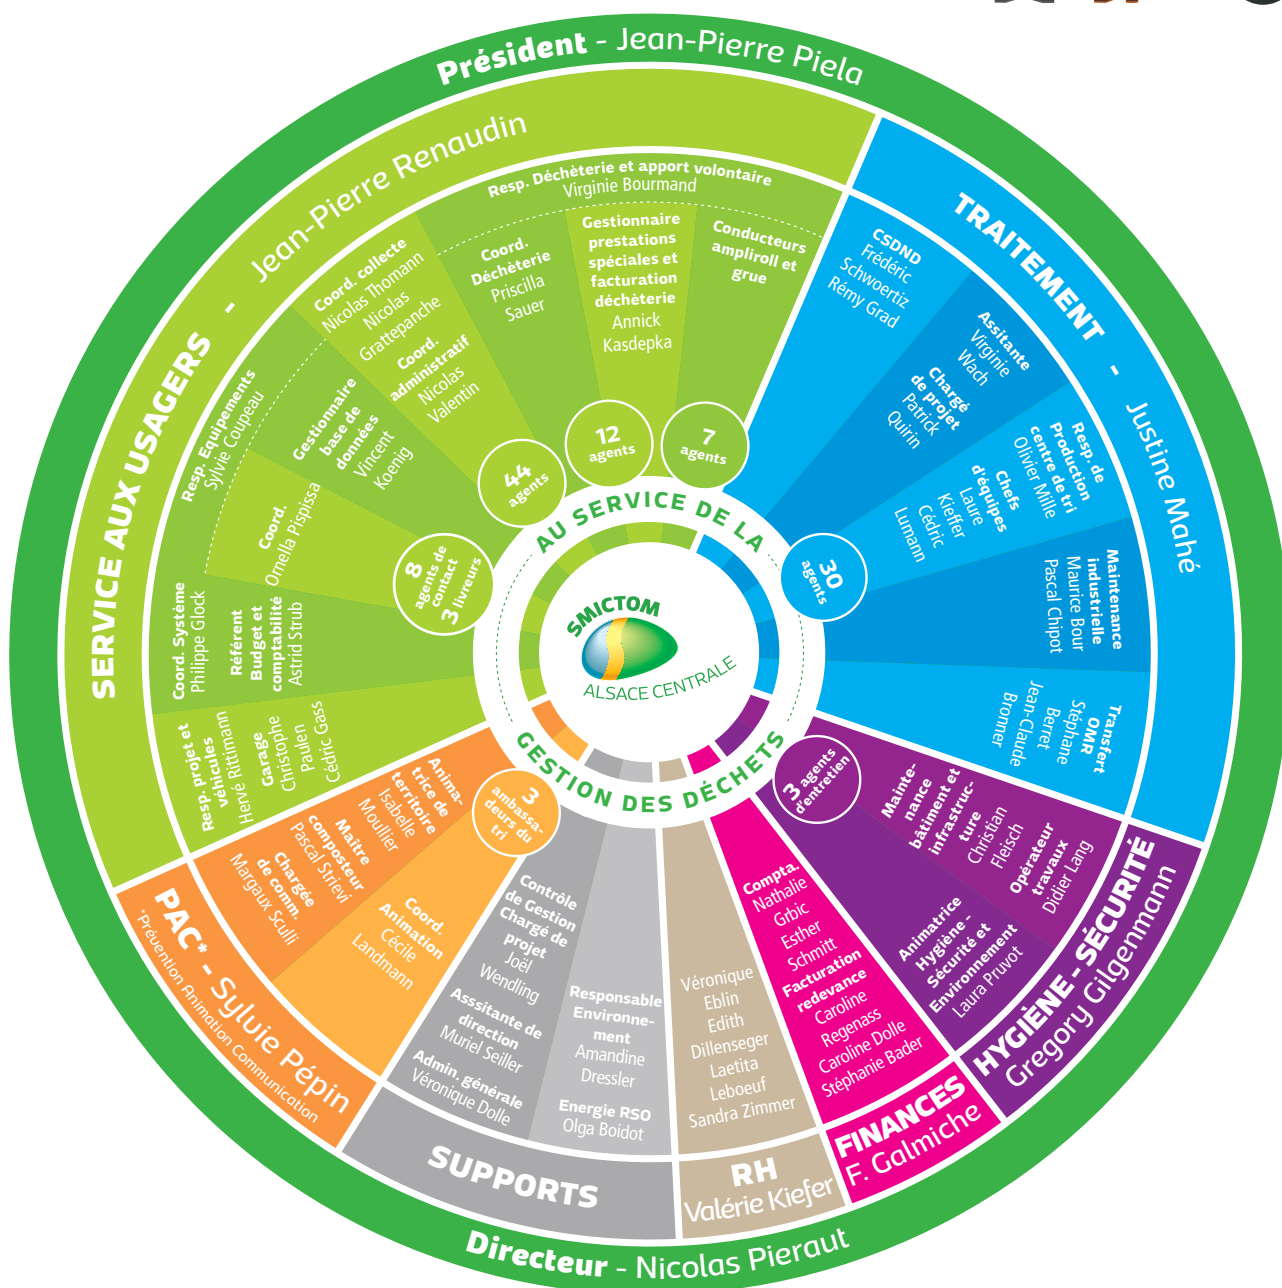 Président - Jean-Pierre Piela
SERVICE AUX USAGERS - Jean-Pierre Renaudin
Resp. projet et
véhicules
Hervé Rittimann
Garage
Christophe
Paulen
Cédric Gass
Coord. Système
Philippe Glock
Référent
Budget et
comptabilité
Astrid Strub
Resp. Equipements
Sylvie Coupeau
Coord.
Ornella Pispissa
Gestionnaire
base de
données
Vincent
Koenig
8
agents de
contact
3 livreurs
Coord. collecte
Nicolas Thomann
Nicolas
Grattepanche
Coord.
administratif
Nicolas
Valentin
44
agents
Resp. Déchèterie et apport volontaire
Virginie Bourmand
Coord.
Déchèterie
Priscilla
Sauer
Gestionnaire
prestations
spéciales et
facturation
déchèterie
Annick
Kasdepka
12
agents
Conducteurs
ampliroll et
grue
7
agents
TRAITEMENT - Justine Mahé
CSDND
Frédéric
Schwoertiz
Rémy Grad
Assitante
Virginie
Wach
Chargé
de projet
Patrick
Quirin
Resp. de
Production
centre de tri
Olivier Mille
Chefs
d'équipes
Laure
Kieffer
Cédric
Lumann
30
agents
Maintenance
industrielle
Maurice Bour
Pascal Chipot
Transfert
OMR
Stéphane
Berret
Jean-Claude
Bronner
HYGIÈNE - SÉCURITÉ
Gregory Gilgenmann
3 agents
d'entretien
Mainte-
nance
bâtiment et
infrastruc-
ture
Christian
Fleisch
Opérateur
travaux
Didier Lang
Animatrice
Hygiène -
Sécurité et
Environnement
Laura Pruvot
FINANCES
F. Galmiche
Compta.
Nathalie
Grbic
Esther
Schmitt
Facturation
redevance
Caroline
Regenass
Caroline Dolle
Stéphanie Bader
RH
Valérie Kiefer
Véronique
Eblin
Edith
Dillenseger
Laetita
Leboeuf
Sandra Zimmer
SUPPORTS
Contrôle
de Gestion
Chargé de
projet
Joël
Wendling
Asssitante de
direction
Muriel Seiller
Admin. générale
Véronique Dolle
Responsable
Environne-
ment
Amandine
Dressler
Energie RSO
Olga Boidot
PAC* - Sylvie Pépin
*Prévention Animation Communication
Anima-
trice de
territoire
Isabelle
Moullier
Maître
composteur
Pascal Strievi
Chargée
de comm.
Margaux Sculli
Coord.
Animation
Cécile
Landmann
3
ambassa-
deurs du
tri
AU SERVICE DE LA
GESTION DES DÉCHETS
SMICTOM
ALSACE CENTRALE
Directeur - Nicolas Pieraut